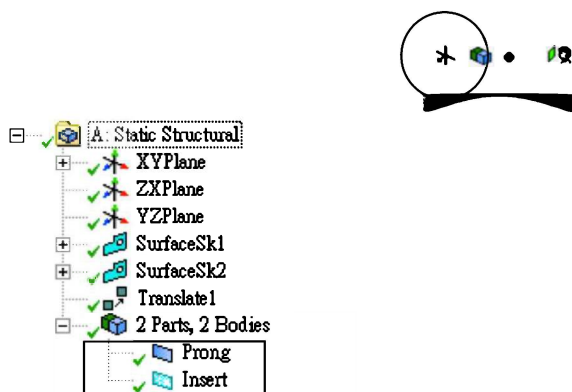 A: Static Structural
XYPlane
ZXPlane
YZPlane
SurfaceSk1
SurfaceSk2
Translate1
2 Parts, 2 Bodies
Prong
Insert